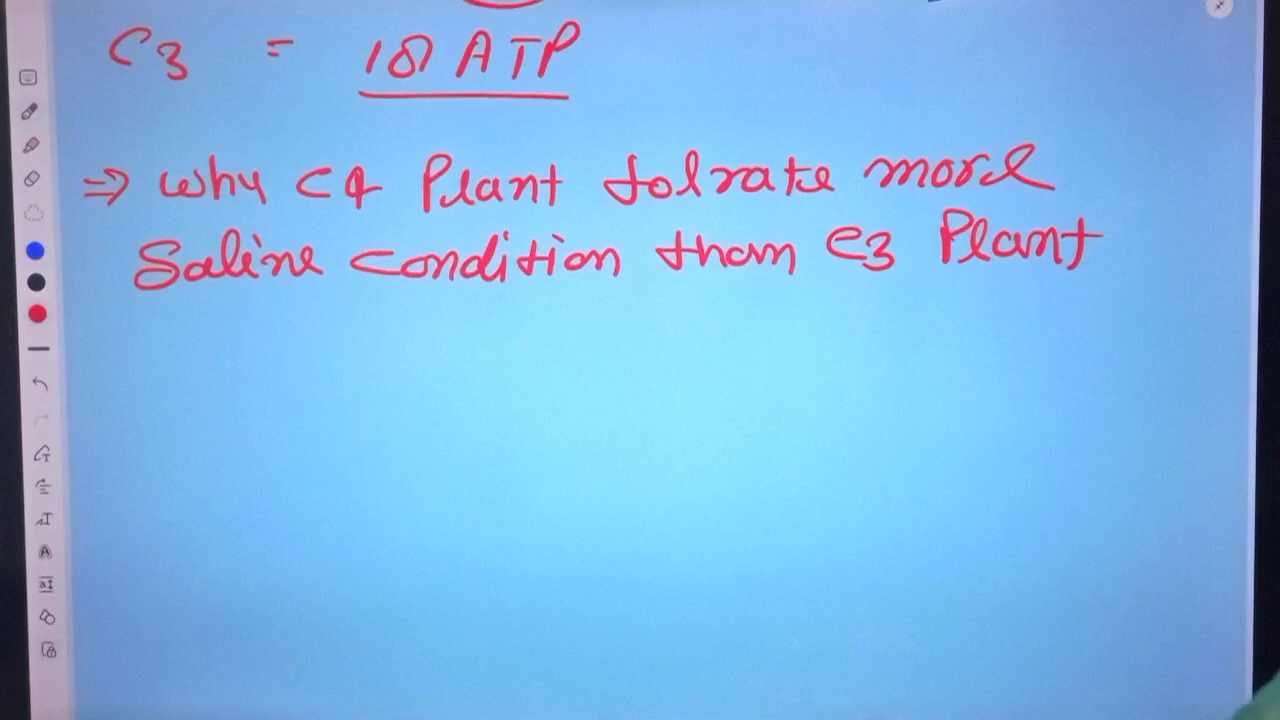 C3 = 18 ATP
⇒ Why C4 Plant tolrate more
Saline condition than C3 Plant